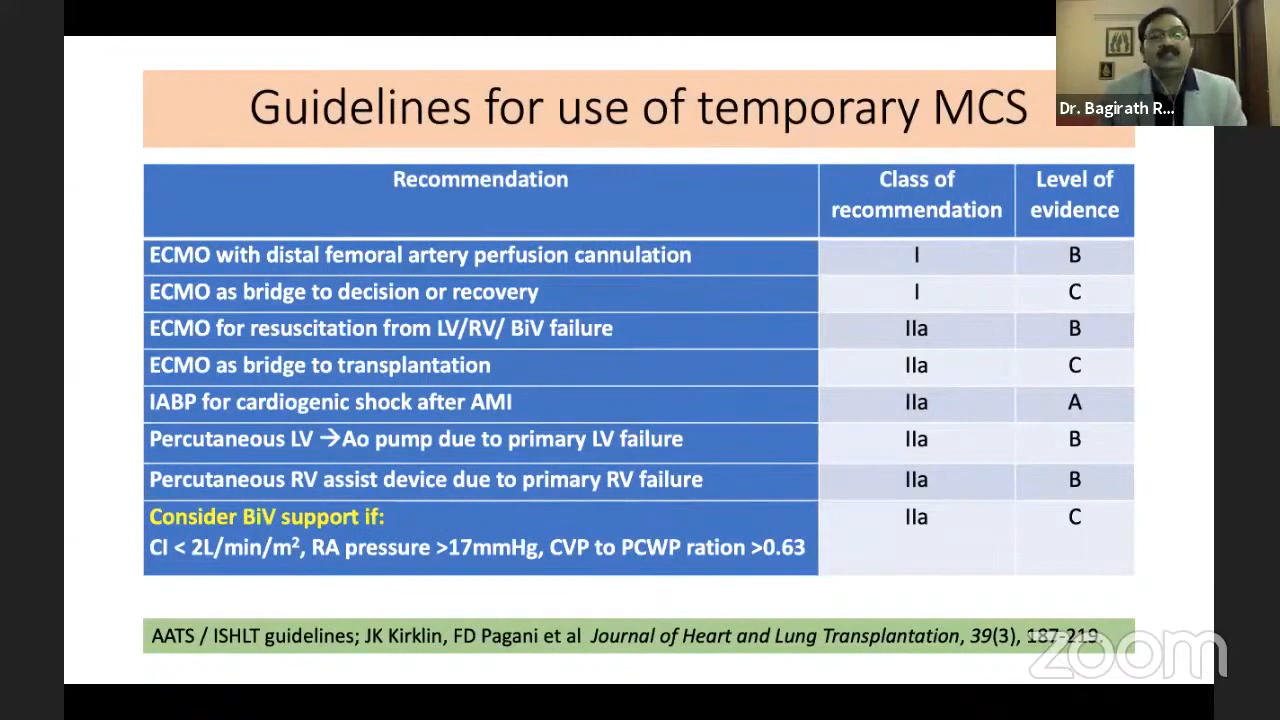 Guidelines for use of temporary MCS
Dr. Bagirath R...
Recommendation
Class of
recommendation
Level of
evidence
ECMO with distal femoral artery perfusion cannulation
I
B
ECMO as bridge to decision or recovery
I
C
ECMO for resuscitation from LV/RV/ BiV failure
IIa
B
ECMO as bridge to transplantation
IIa
C
IABP for cardiogenic shock after AMI
IIa
A
Percutaneous LV →Ao pump due to primary LV failure
IIa
B
Percutaneous RV assist device due to primary RV failure
IIa
B
Consider BiV support if:
CI < 2L/min/m², RA pressure >17mmHg, CVP to PCWP ration >0.63
IIa
C
AATS / ISHLT guidelines; JK Kirklin, FD Pagani et al Journal of Heart and Lung Transplantation, 39(3), 187-219.
zoom